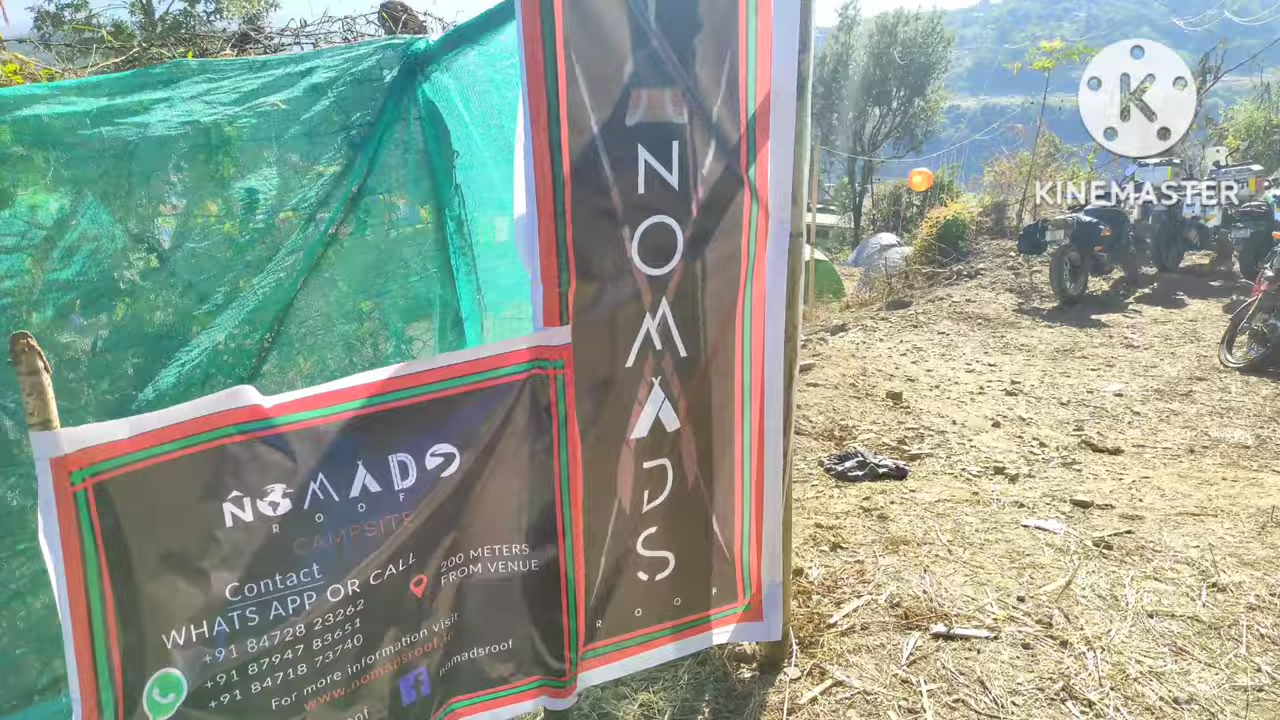 NOMADS
ROOF
NOMADS
ROOF
CAMPSITE
Contact
WHATS APP OR CALL
+91 84728 23262
+91 87947 83651
+91 84718 73740
200 METERS
FROM VENUE
For more information visit
www.nomadsroof.in
nomadsroof
roof
K
KINEMASTER